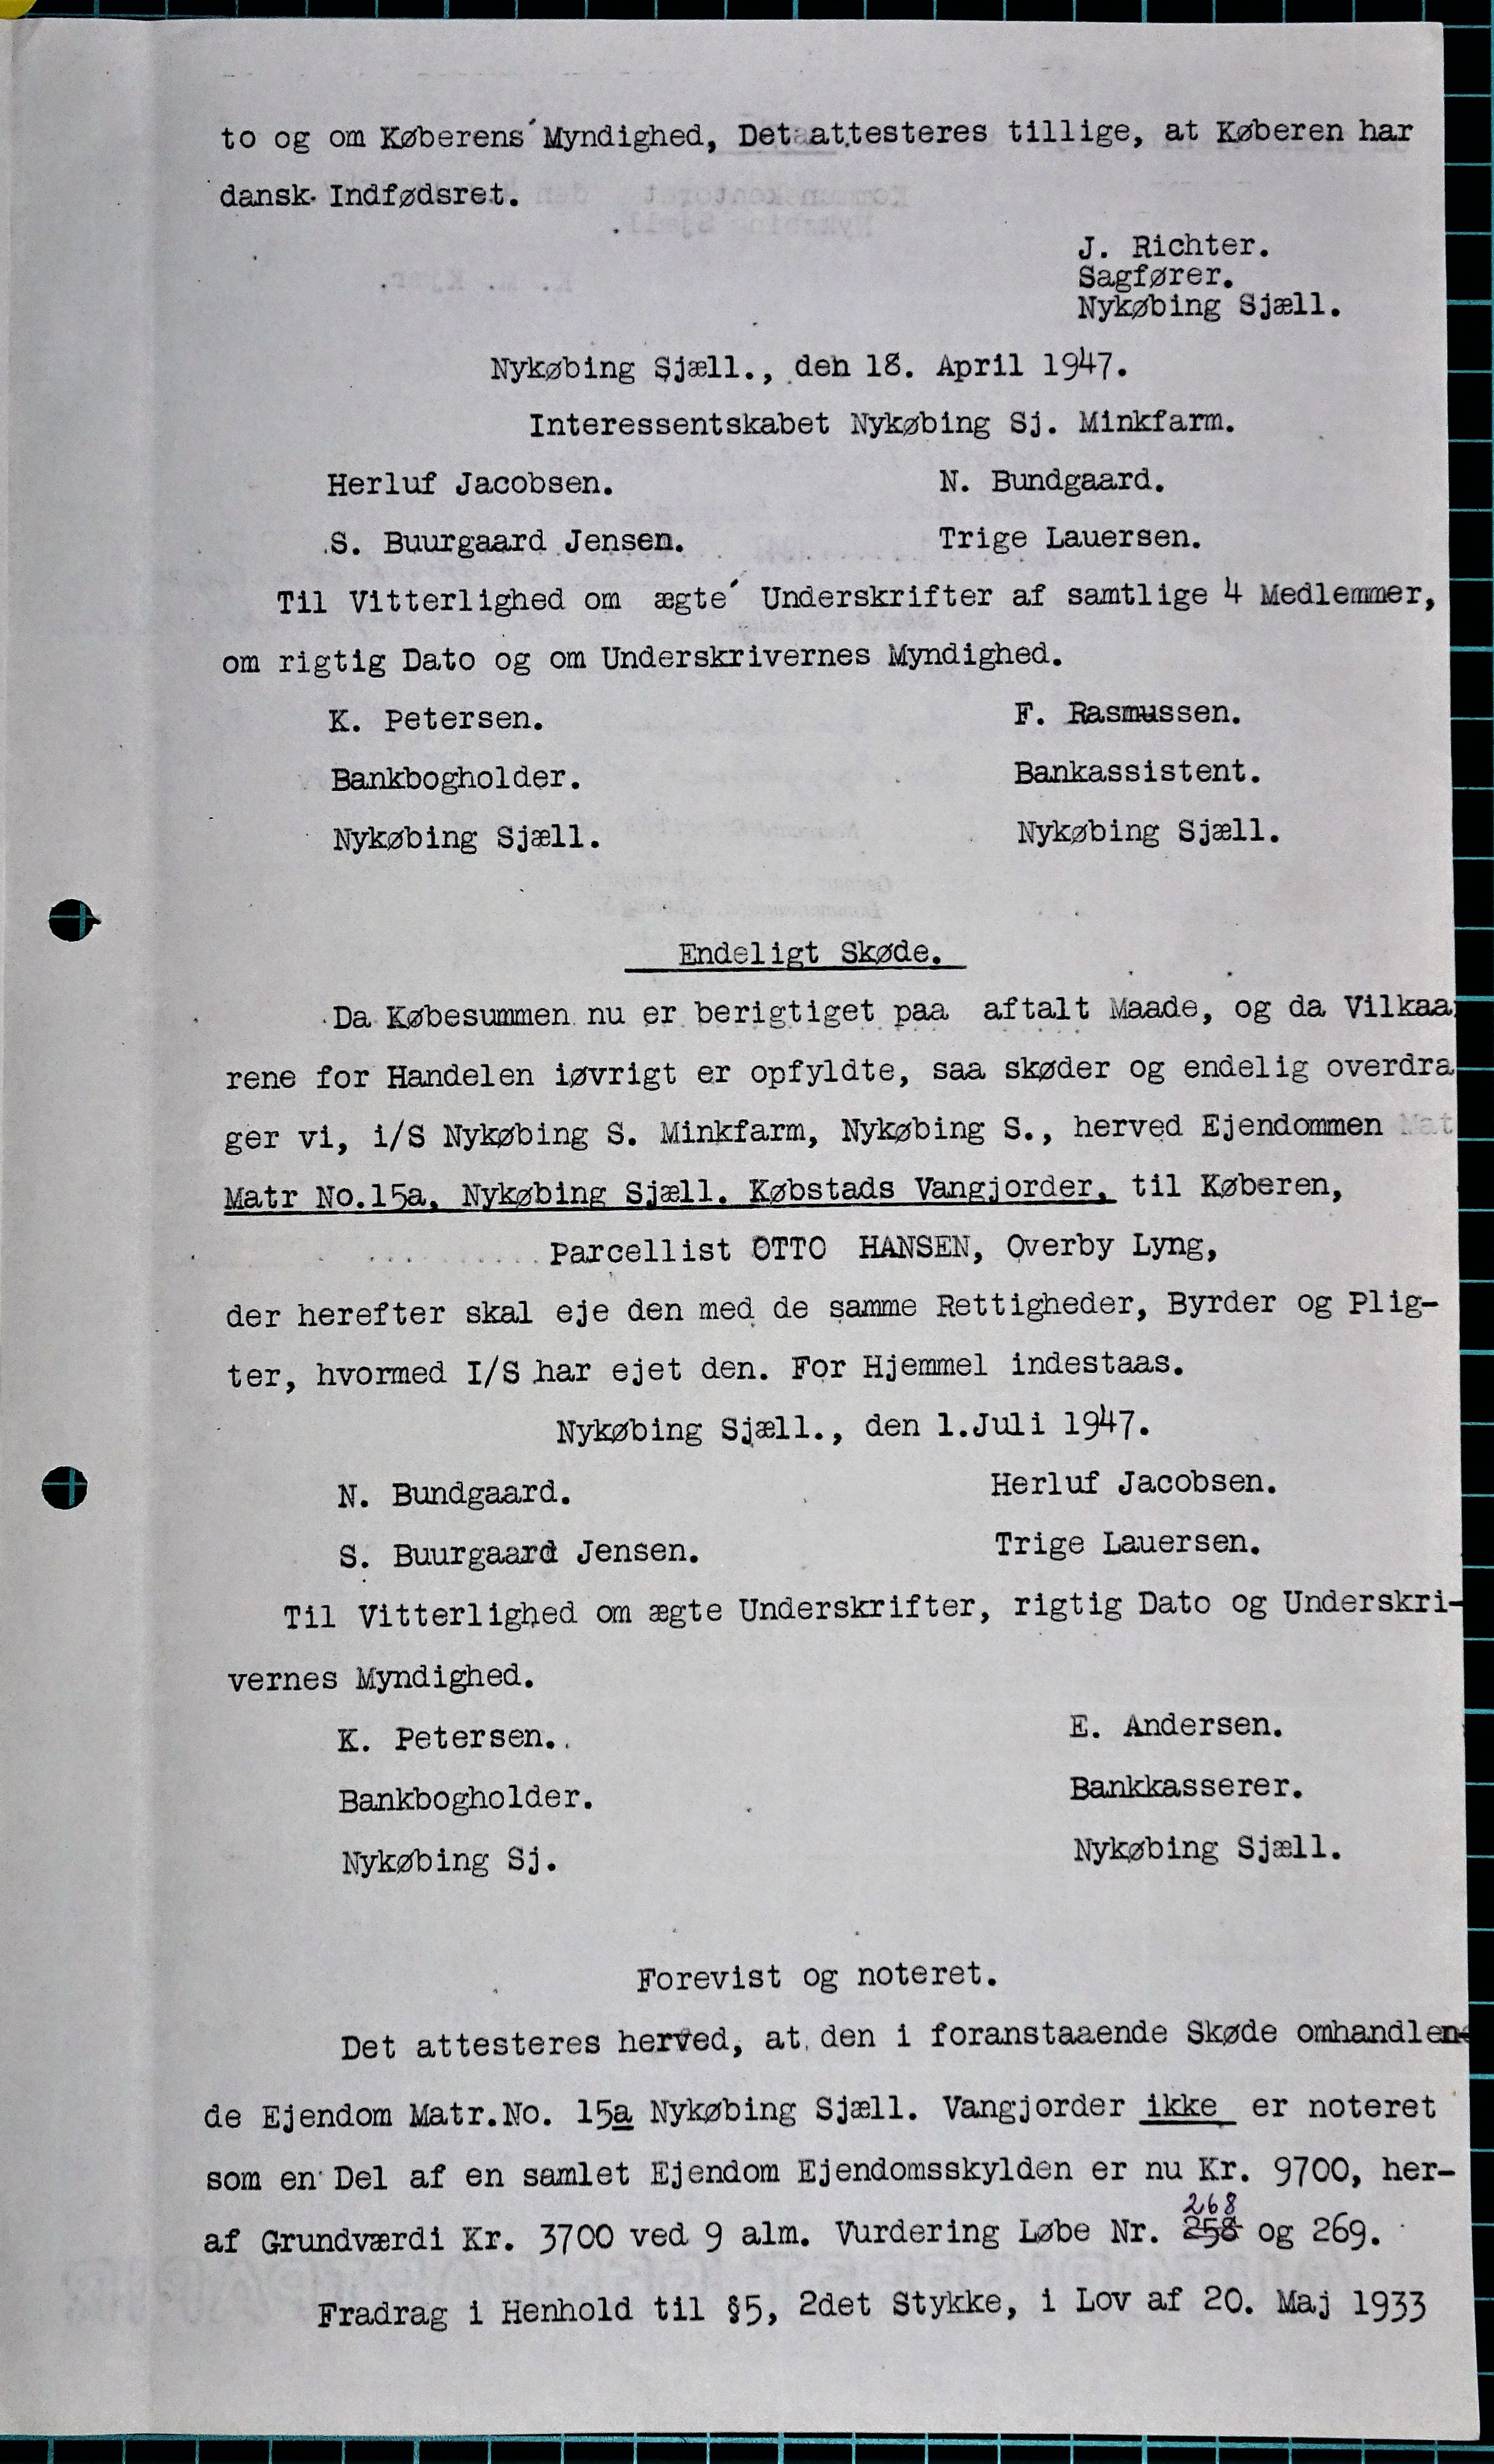 to og om Køberens´Myndighed, Det attesteres tillige, at Køberen har
dansk Indfødsret.
J. Richter.
Sagfører.
Nykøbing Sjæll.
Nykøbing Sjæll., den 18. April 1947.
Interessentskabet Nykøbing Sj. Minkfarm.
Herluf Jacobsen. N. Bundgaard.
S. Buurgaard Jensen. Trige Lauersen.
Til Vitterlighed om ægte´ Underskrifter af samtlige 4 Medlemmer,
om rigtig Dato og om Underskrivernes Myndighed.
K. Petersen. F. Rasmussen.
Bankbogholder. Bankassistent.
Nykøbing Sjæll. Nykøbing Sjæll.
Endeligt Skøde.
Da Købesummen nu er berigtiget paa aftalt Maade, og da Vilkaa
rene for Handelen iøvrigt er opfyldte, saa skøder og endelig overdra
ger vi, i/S Nykøbing S. Minkfarm, Nykøbing S., herved Ejendommen Mat
Matr No.15a, Nykøbing Sjæll. Købstads Vangjorder, til Køberen,
Parcellist OTTO HANSEN, Overby Lyng,
der herefter skal eje den med de samme Rettigheder, Byrder og Plig-
ter, hvormed I/S har ejet den. For Hjemmel indestaas.
Nykøbing Sjæll., den 1.Juli 1947.
N. Bundgaard. Herluf Jacobsen.
S. Buurgaard Jensen. Trige Lauersen.
Til Vitterlighed om ægte Underskrifter, rigtig Dato og Underskri-
vernes Myndighed.
K. Petersen. E. Andersen.
Bankbogholder. Bankkasserer.
Nykøbing Sj. Nykøbing Sjæll.
Forevist og noteret.
Det attesteres herved, at den i foranstaaende Skøde omhandlen-
de Ejendom Matr.No. 15a Nykøbing Sjæll. Vangjorder ikke er noteret
som en Del af en samlet Ejendom Ejendomsskylden er nu Kr. 9700, her-
268
af Grundværdi Kr. 3700 ved 9 alm. Vurdering Løbe Nr. 258 og 269.
Fradrag i Henhold til §5, 2det Stykke, i Lov af 20. Maj 1933